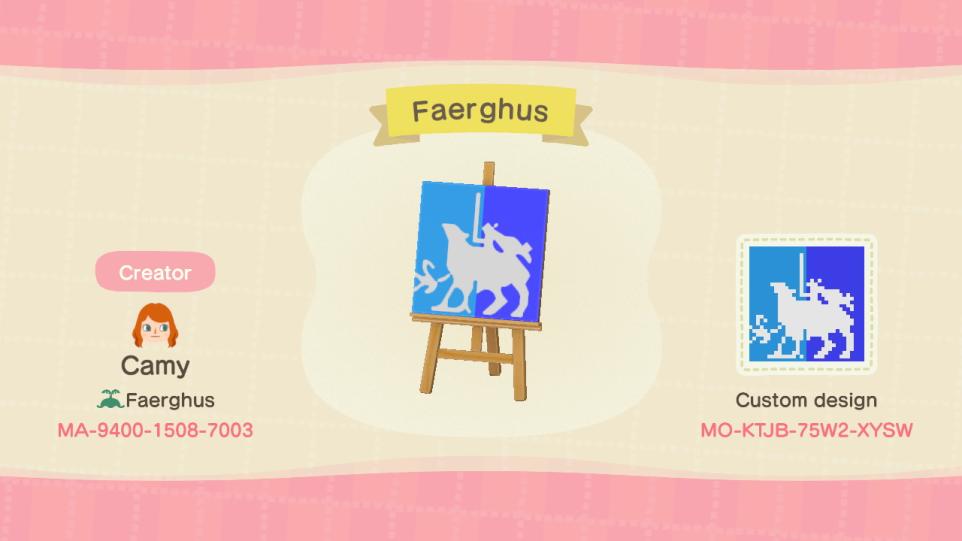 Faerghus
Creator
Camy
Faerghus
MA-9400-1508-7003
Custom design
MO-KTJB-75W2-XYSW